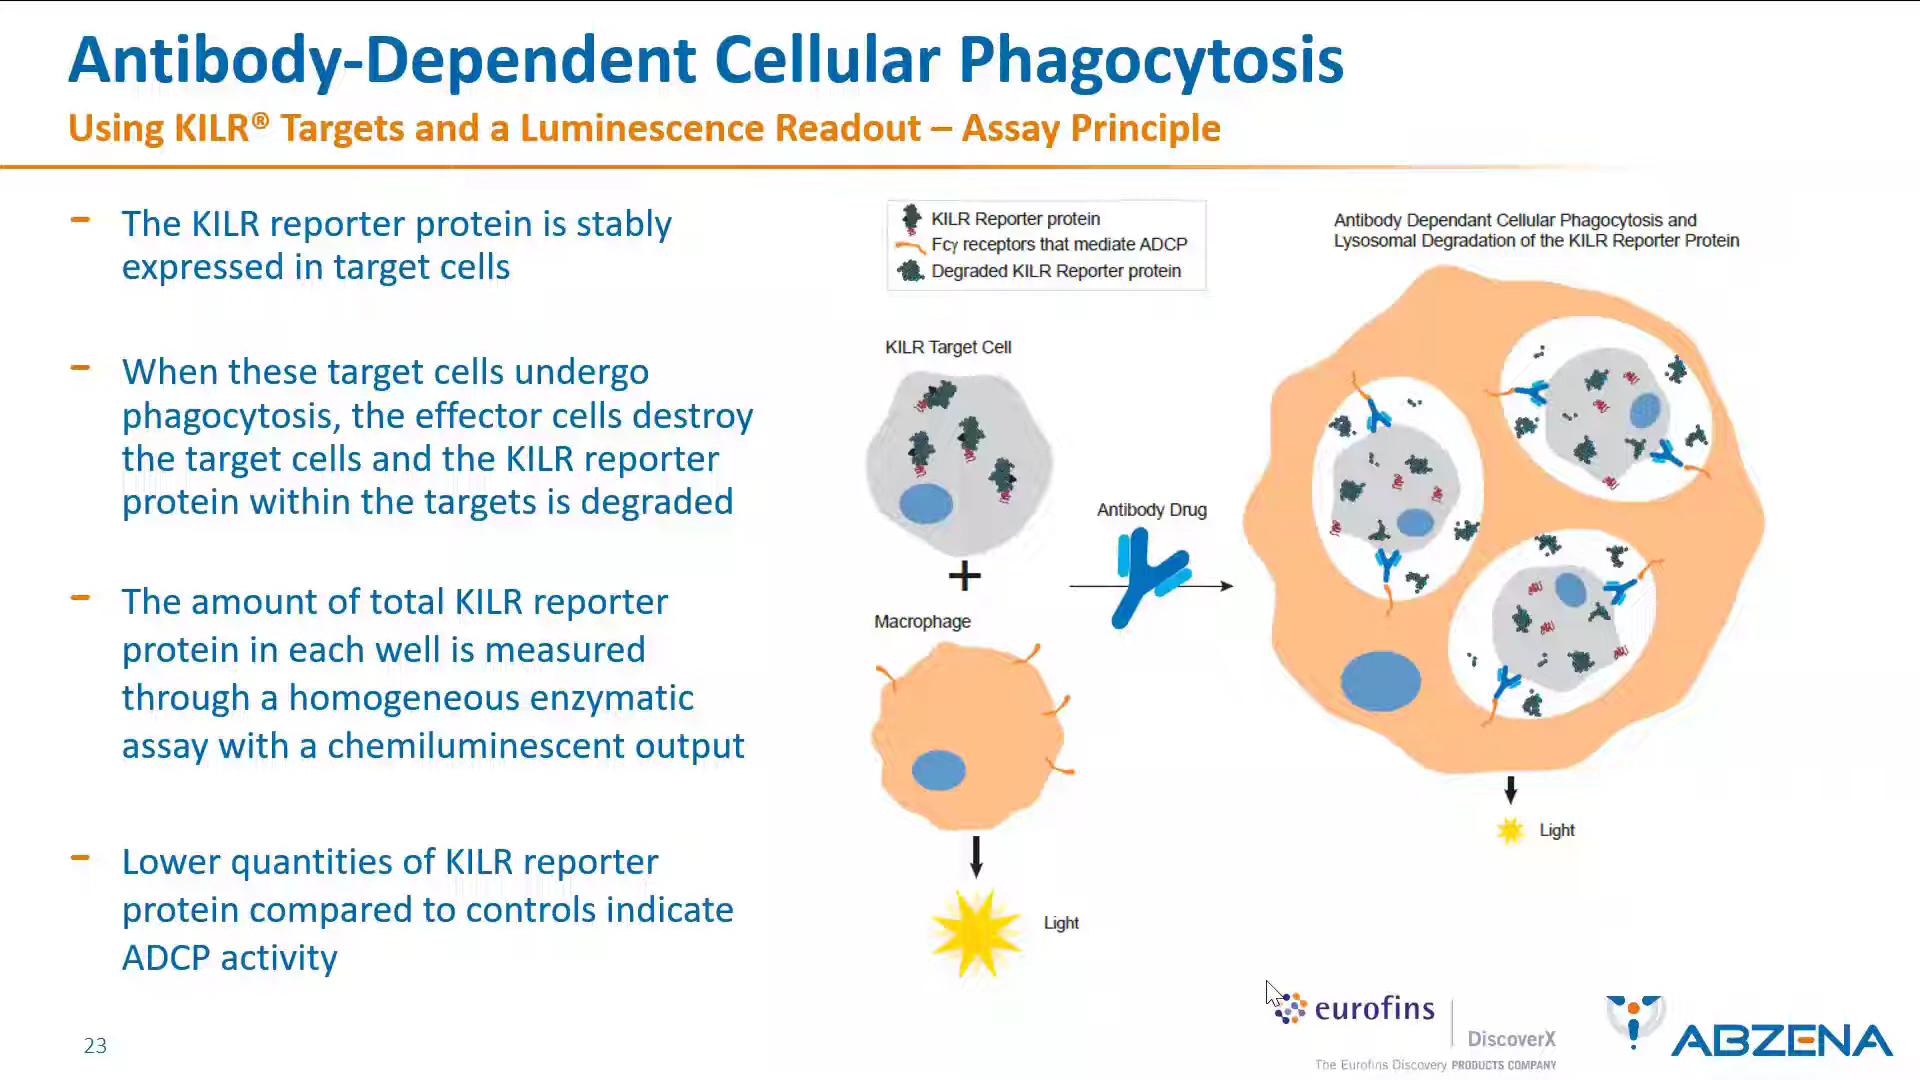 Antibody-Dependent Cellular Phagocytosis
Using KILR® Targets and a Luminescence Readout – Assay Principle
- The KILR reporter protein is stably
expressed in target cells
- When these target cells undergo
phagocytosis, the effector cells destroy
the target cells and the KILR reporter
protein within the targets is degraded
- The amount of total KILR reporter
protein in each well is measured
through a homogeneous enzymatic
assay with a chemiluminescent output
- Lower quantities of KILR reporter
protein compared to controls indicate
ADCP activity
KILR Reporter protein
Fcγ receptors that mediate ADCP
Degraded KILR Reporter protein
KILR Target Cell
+
Macrophage
Light
Antibody Drug
Antibody Dependant Cellular Phagocytosis and
Lysosomal Degradation of the KILR Reporter Protein
Light
23
eurofins
DiscoverX
The Eurofins Discovery PRODUCTS COMPANY
ABZENA